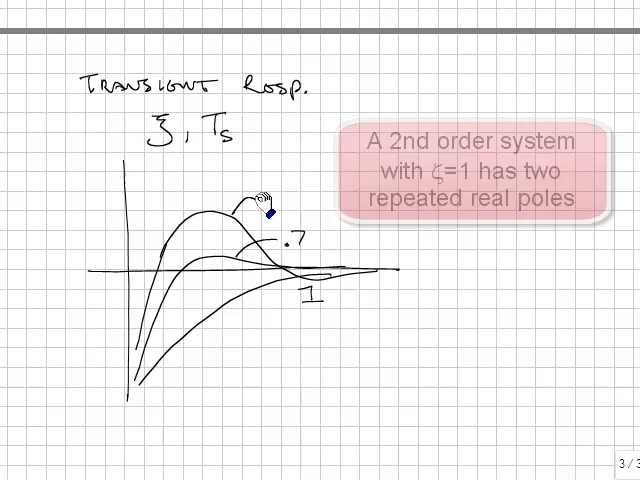 TRANSIENT RESP.
ζ, Ts
A 2nd order system
with ζ=1 has two
repeated real poles
.7
1
3 / 3